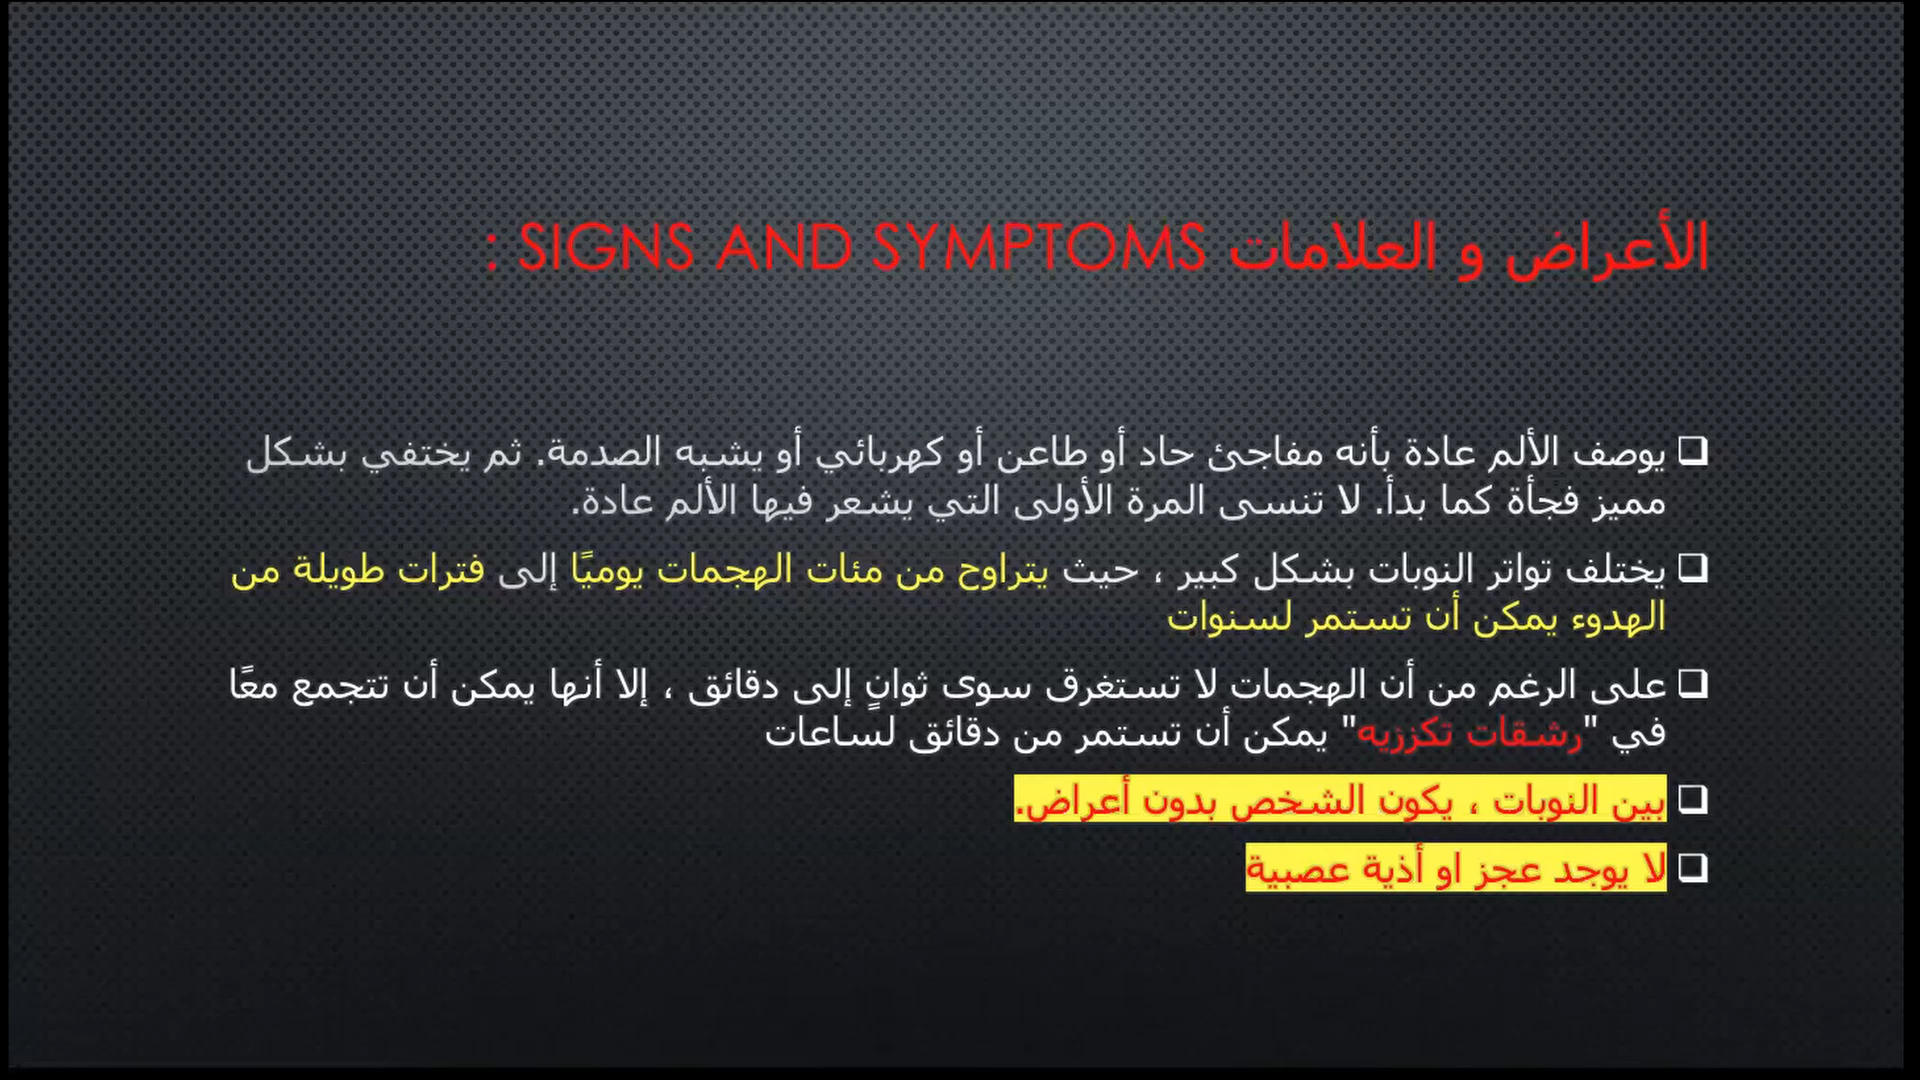 الأعراض و العلامات SIGNS AND SYMPTOMS :
يوصف الألم عادة بأنه مفاجئ حاد أو طاعن أو كهربائي أو يشبه الصدمة. ثم يختفي بشكل
مميز فجأة كما بدأ. لا تنسى المرة الأولى التي يشعر فيها الألم عادة.
يختلف تواتر النوبات بشكل كبير ، حيث يتراوح من مئات الهجمات يوميًا إلى فترات طويلة من
الهدوء يمكن أن تستمر لسنوات
على الرغم من أن الهجمات لا تستغرق سوى ثوانٍ إلى دقائق ، إلا أنها يمكن أن تتجمع معًا
في "رشقات تكززيه" يمكن أن تستمر من دقائق لساعات
بين النوبات ، يكون الشخص بدون أعراض.
لا يوجد عجز او أذية عصبية